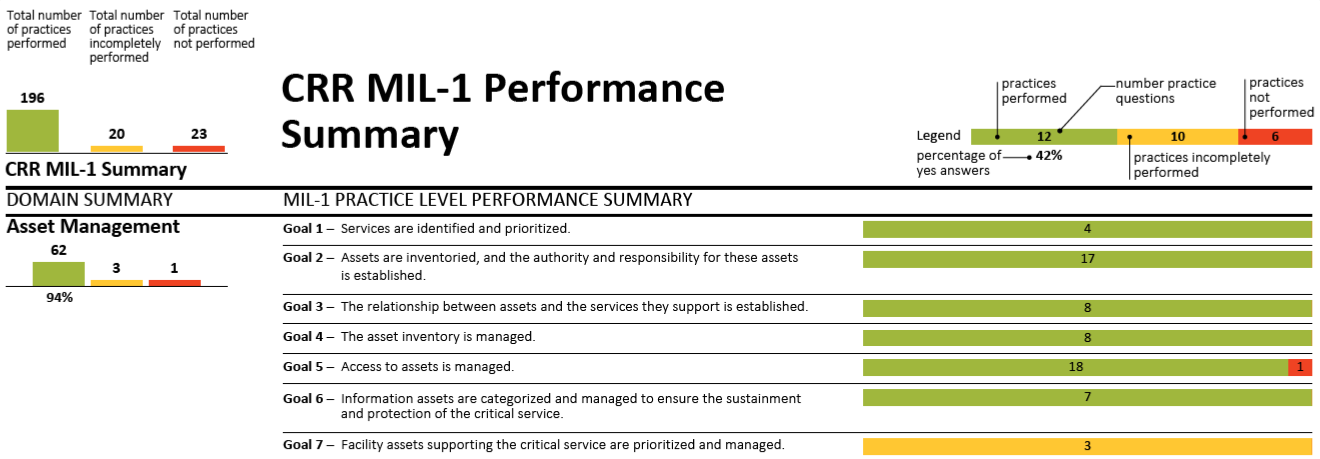 Total number
of practices
performed
Total number
of practices
incompletely
performed
Total number
of practices
not performed
196
20
23
CRR MIL-1 Summary
CRR MIL-1 Performance
Summary
practices
performed
number practice
questions
practices
not
performed
Legend
12
10
6
percentage of
yes answers
42%
practices incompletely
performed
DOMAIN SUMMARY
MIL-1 PRACTICE LEVEL PERFORMANCE SUMMARY
Asset Management
62
3
1
94%
Goal 1 – Services are identified and prioritized.
4
Goal 2 – Assets are inventoried, and the authority and responsibility for these assets
is established.
17
Goal 3 – The relationship between assets and the services they support is established.
8
Goal 4 – The asset inventory is managed.
8
Goal 5 – Access to assets is managed.
18
1
Goal 6 – Information assets are categorized and managed to ensure the sustainment
and protection of the critical service.
7
Goal 7 – Facility assets supporting the critical service are prioritized and managed.
3